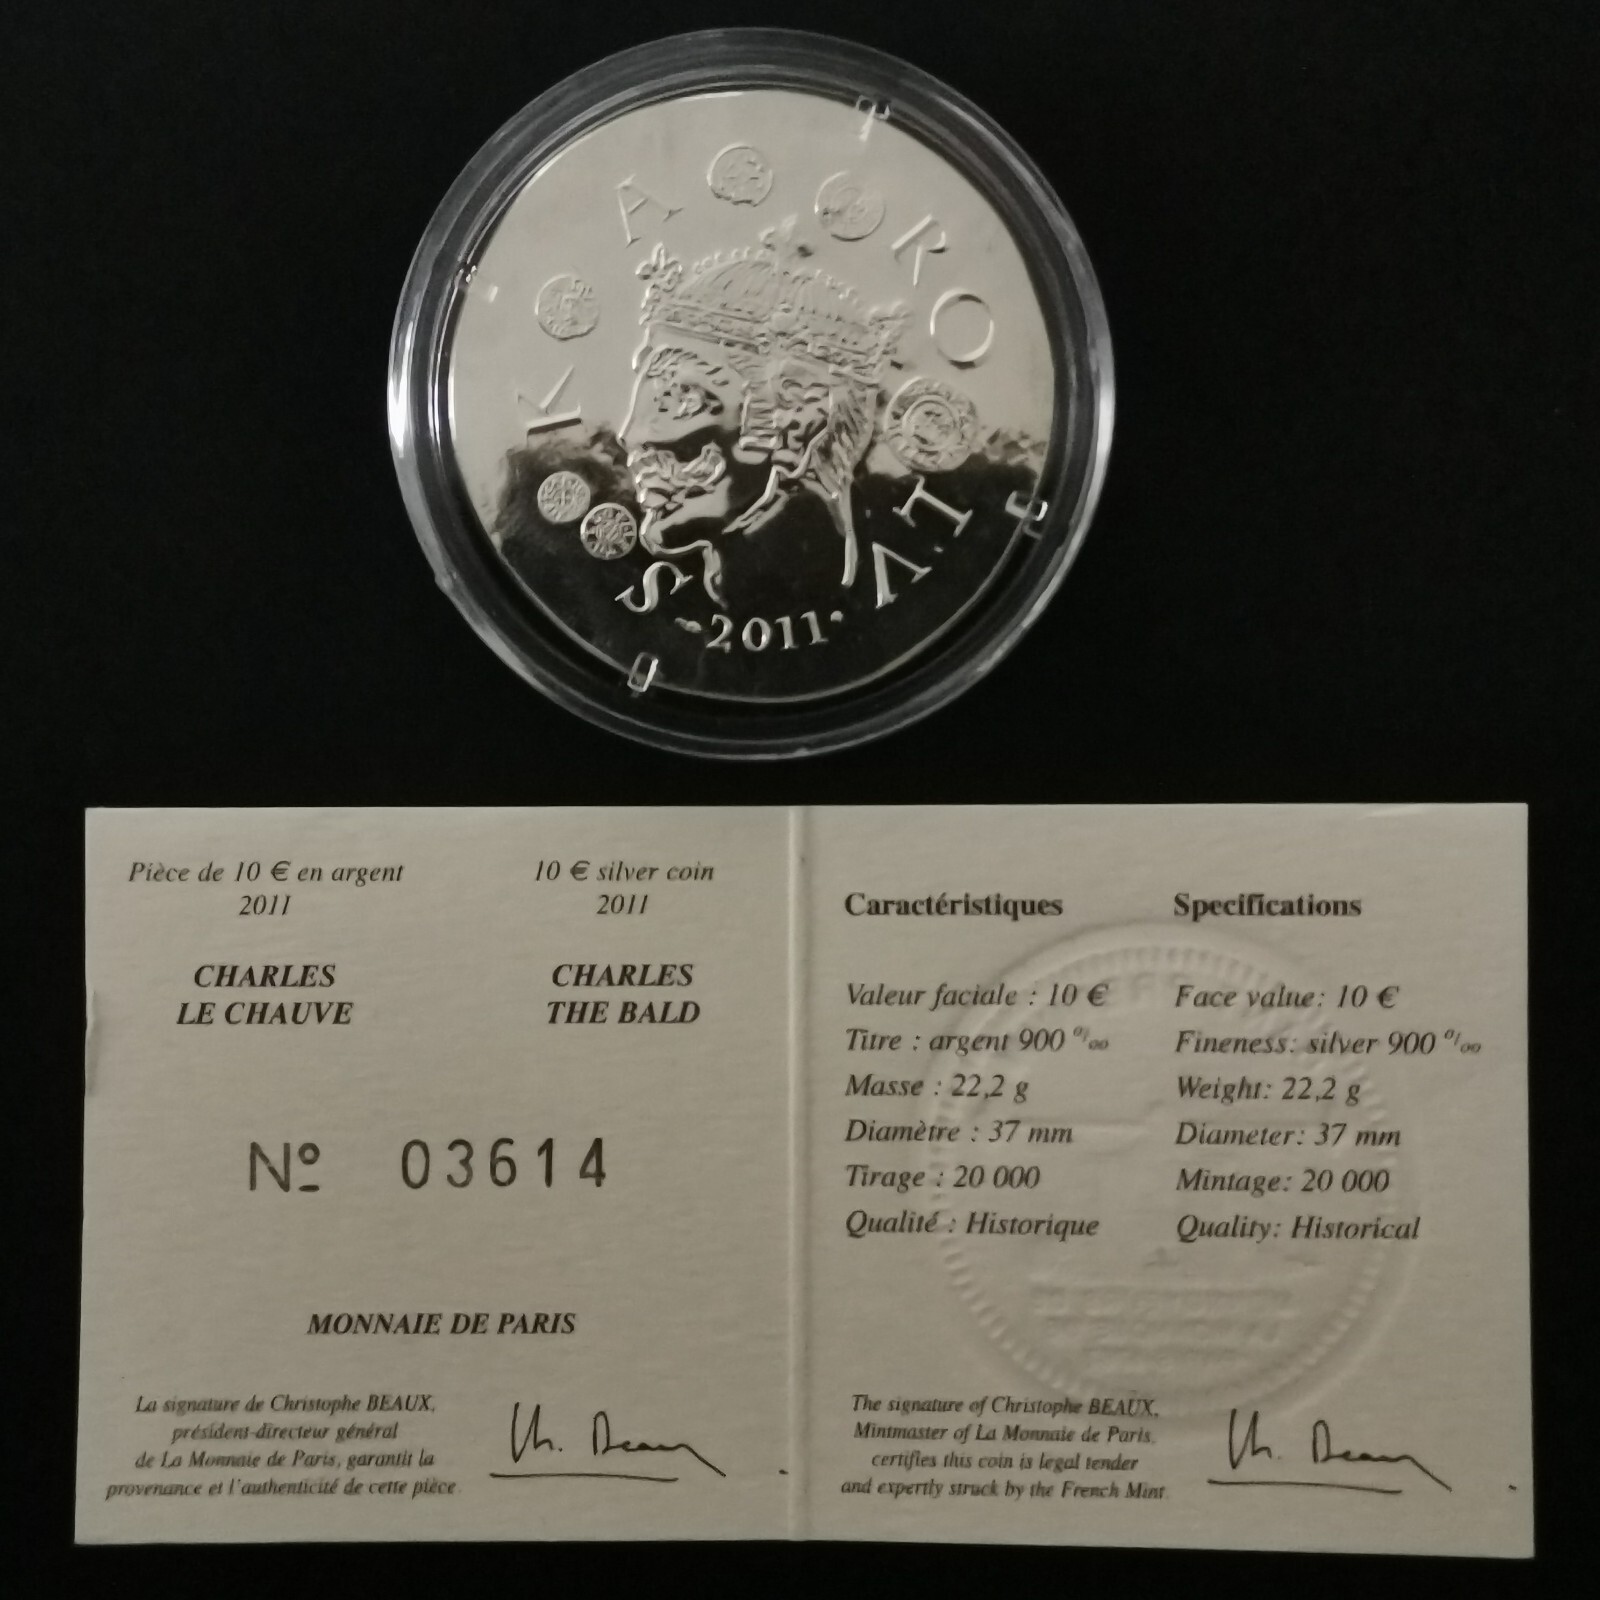 K A R O L V S
2011
Pièce de 10 € en argent
2011
CHARLES
LE CHAUVE
10 € silver coin
2011
CHARLES
THE BALD
Nº 03614
MONNAIE DE PARIS
La signature de Christophe BEAUX,
président-directeur général
de La Monnaie de Paris, garantit la
provenance et l'authenticité de cette pièce.
Ch. Beaux
Caractéristiques
Valeur faciale : 10 €
Titre : argent 900 ‰
Masse : 22,2 g
Diamètre : 37 mm
Tirage : 20 000
Qualité : Historique
Specifications
Face value: 10 €
Fineness: silver 900 ‰
Weight: 22,2 g
Diameter: 37 mm
Mintage: 20 000
Quality: Historical
The signature of Christophe BEAUX,
Mintmaster of La Monnaie de Paris,
certifies this coin is legal tender
and expertly struck by the French Mint.
Ch. Beaux